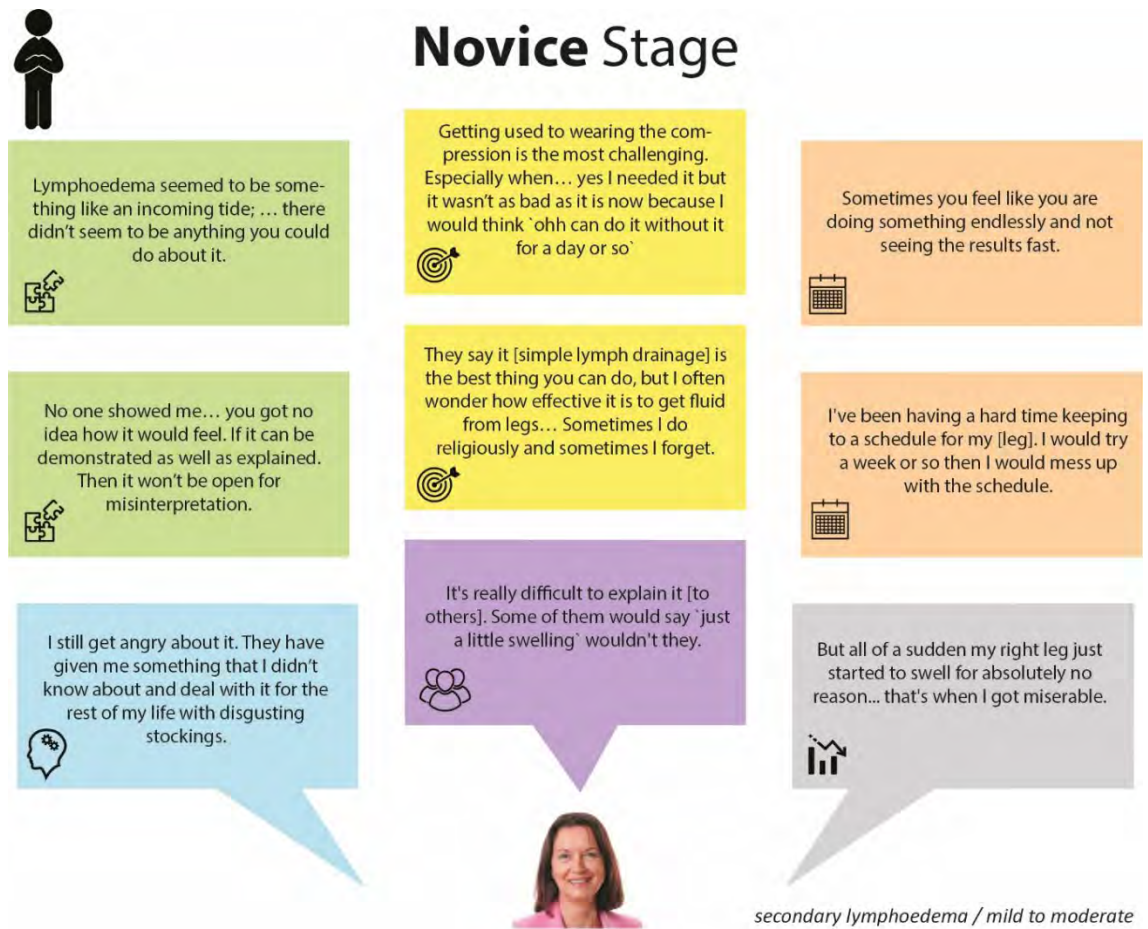 Novice Stage
Lymphoedema seemed to be some-
thing like an incoming tide; … there
didn't seem to be anything you could
do about it.
Getting used to wearing the com-
pression is the most challenging.
Especially when… yes I needed it but
it wasn't as bad as it is now because I
would think `ohh can do it without it
for a day or so`
Sometimes you feel like you are
doing something endlessly and not
seeing the results fast.
No one showed me… you got no
idea how it would feel. If it can be
demonstrated as well as explained.
Then it won't be open for
misinterpretation.
They say it [simple lymph drainage] is
the best thing you can do, but I often
wonder how effective it is to get fluid
from legs… Sometimes I do
religiously and sometimes I forget.
I've been having a hard time keeping
to a schedule for my [leg]. I would try
a week or so then I would mess up
with the schedule.
I still get angry about it. They have
given me something that I didn't
know about and deal with it for the
rest of my life with disgusting
stockings.
It's really difficult to explain it [to
others]. Some of them would say `just
a little swelling` wouldn't they.
But all of a sudden my right leg just
started to swell for absolutely no
reason... that's when I got miserable.
secondary lymphoedema / mild to moderate